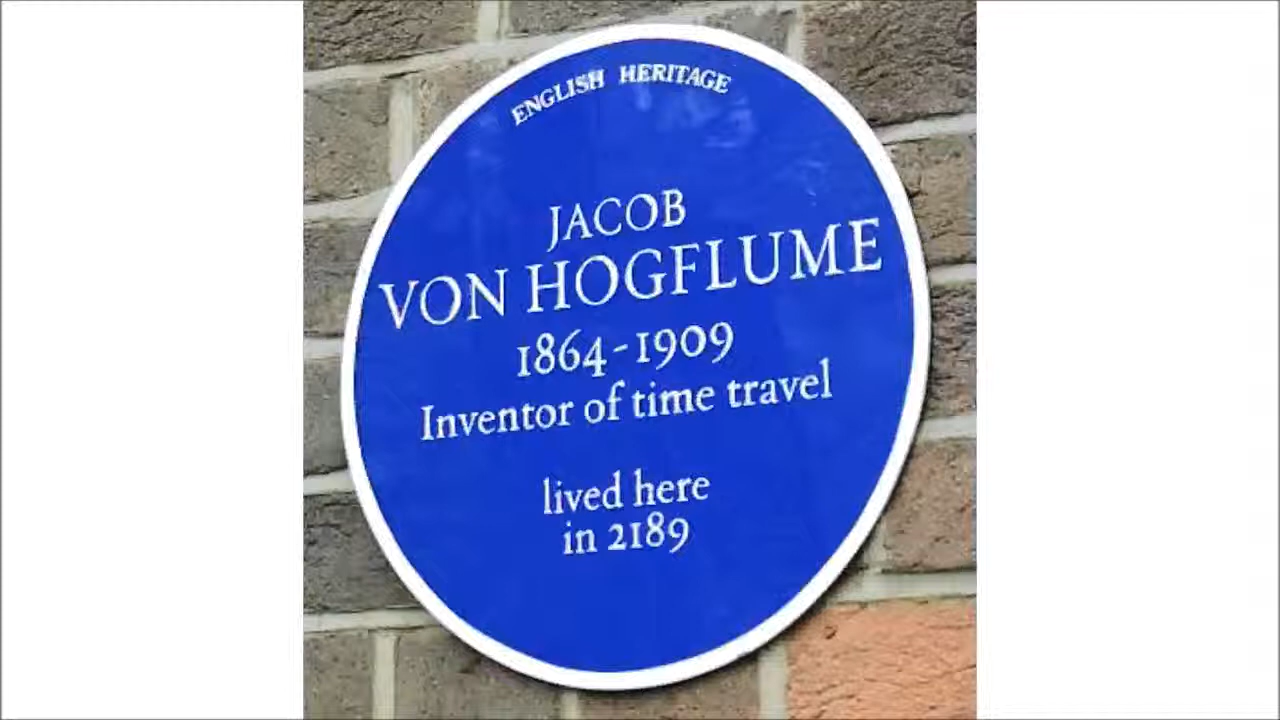 ENGLISH HERITAGE
JACOB
VON HOGFLUME
1864-1909
Inventor of time travel
lived here
in 2189